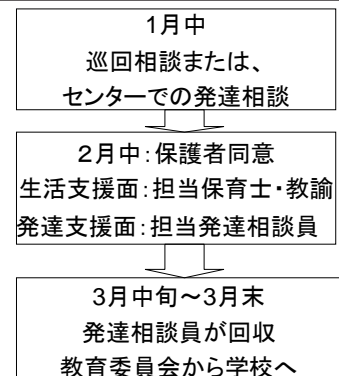 1月中
巡回相談または、
センターでの発達相談
2月中:保護者同意
生活支援面:担当保育士・教諭
発達支援面:担当発達相談員
3月中旬~3月末
発達相談員が回収
教育委員会から学校へ